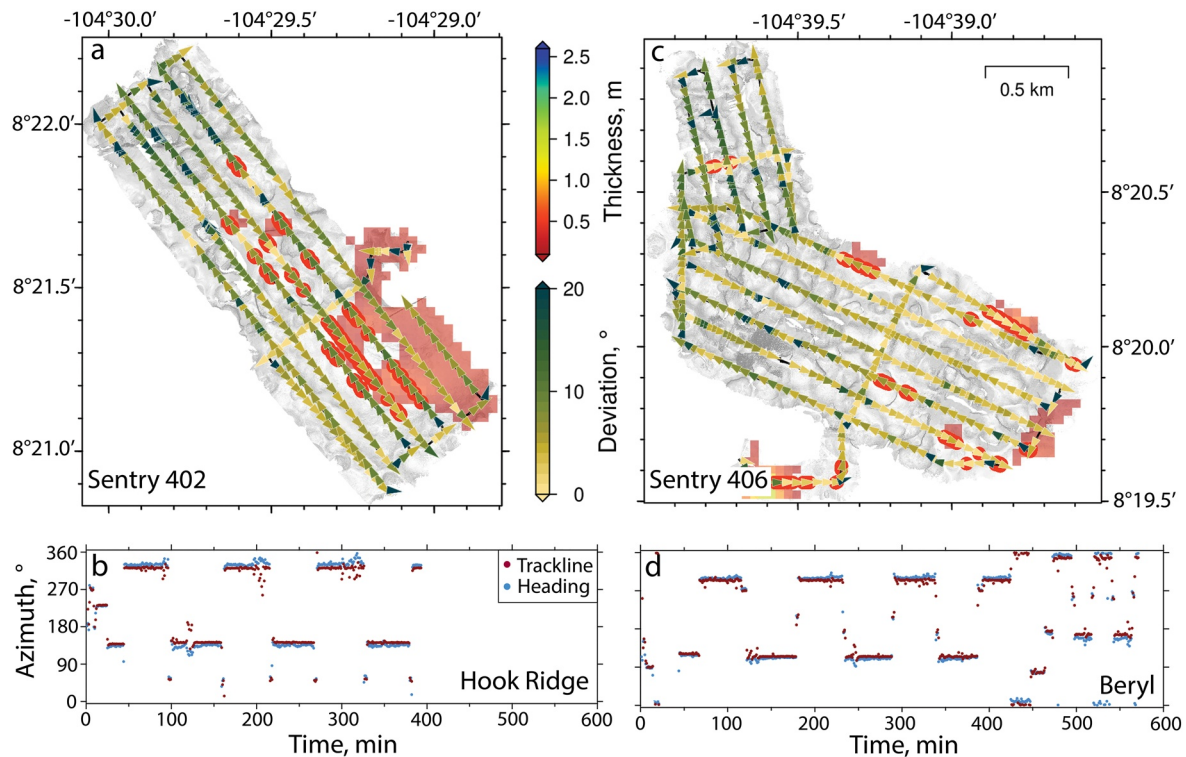 -104°30.0′ -104°29.5′ -104°29.0′ -104°39.5′ -104°39.0′
a
c
2.5
2.0
1.5
1.0
0.5
Thickness, m
0.5 km
8°22.0′
8°21.5′
8°21.0′
8°20.5′
8°20.0′
8°19.5′
20
10
0
Deviation, °
Sentry 402
Sentry 406
b
d
360
270
180
90
0
Azimuth, °
Trackline
Heading
Hook Ridge
Beryl
0 100 200 300 400 500 600
0 100 200 300 400 500 600
Time, min
Time, min